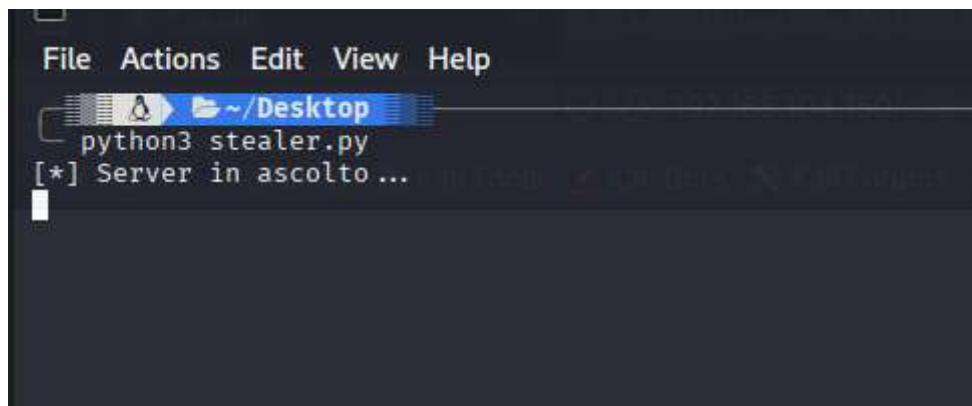 File Actions Edit View Help
~/Desktop
python3 stealer.py
[*] Server in ascolto...